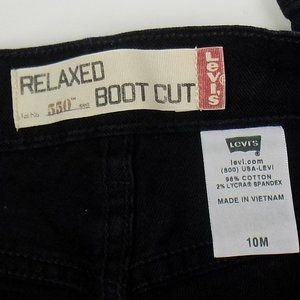 RELAXED
Lot No. 550™
BOOT CUT
Levi's
Levi's
levi.com
(800) USA-LEVI
98% COTTON
2% LYCRA® SPANDEX
MADE IN VIETNAM
10M